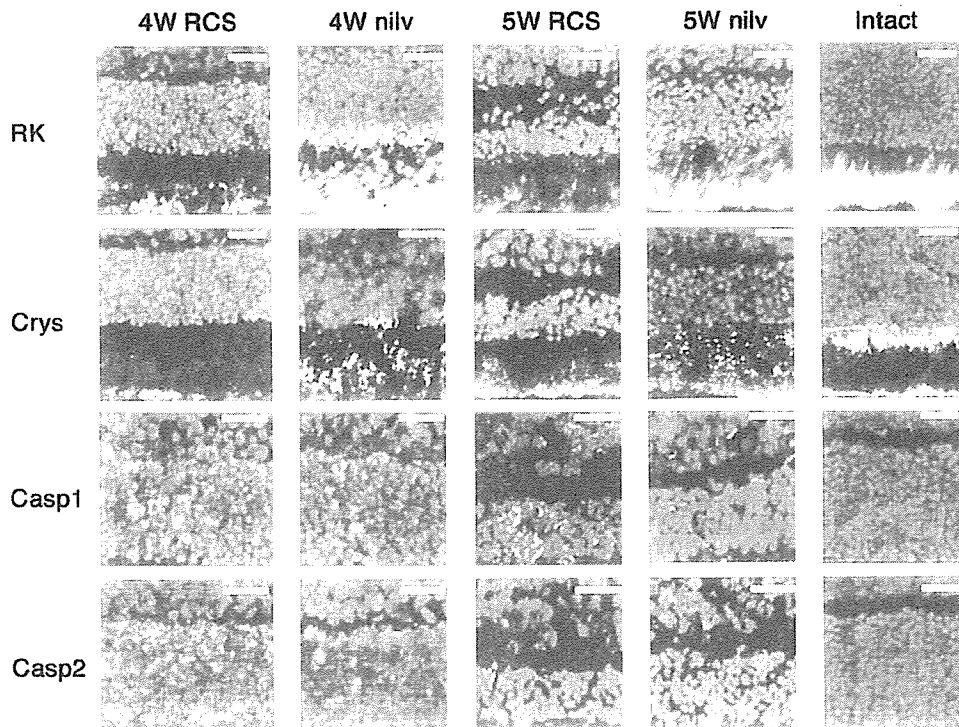 4W RCS 4W nilv 5W RCS 5W nilv Intact
RK
Crys
Casp1
Casp2